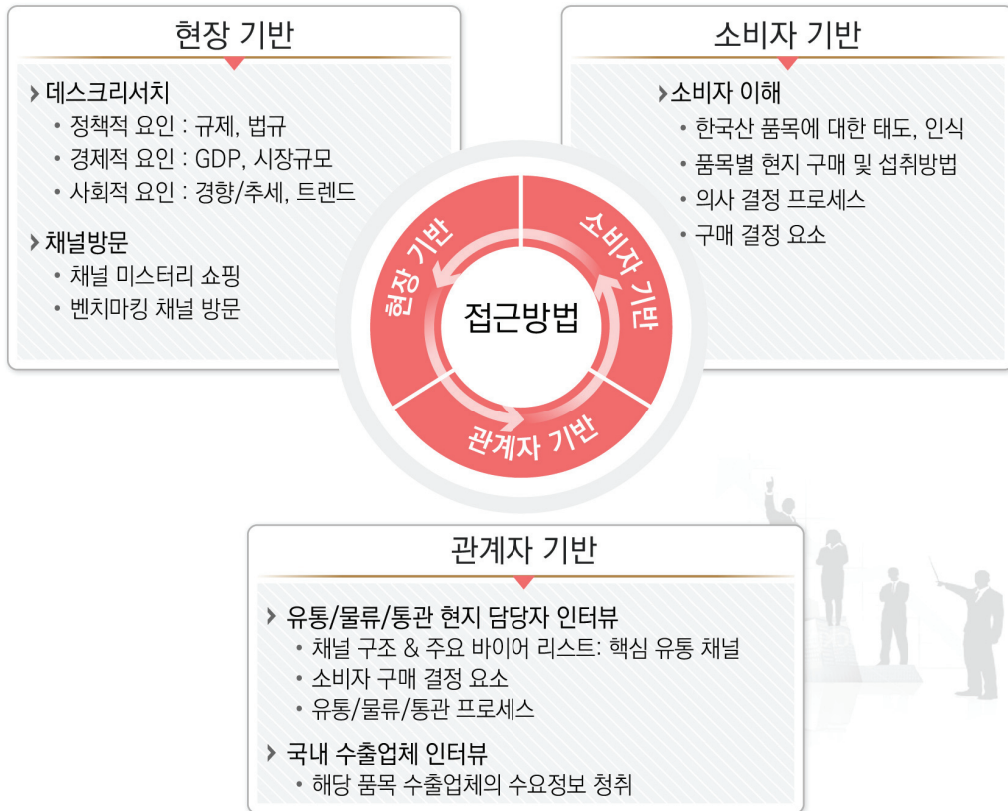 현장 기반
데스크리서치
• 정책적 요인 : 규제, 법규
• 경제적 요인 : GDP, 시장규모
• 사회적 요인 : 경향/추세, 트렌드
채널방문
• 채널 미스터리 쇼핑
• 벤치마킹 채널 방문
소비자 기반
소비자 이해
• 한국산 품목에 대한 태도, 인식
• 품목별 현지 구매 및 섭취방법
• 의사 결정 프로세스
• 구매 결정 요소
현장 기반
소비자 기반
접근방법
관계자 기반
관계자 기반
유통/물류/통관 현지 담당자 인터뷰
• 채널 구조 & 주요 바이어 리스트: 핵심 유통 채널
• 소비자 구매 결정 요소
• 유통/물류/통관 프로세스
국내 수출업체 인터뷰
• 해당 품목 수출업체의 수요정보 청취